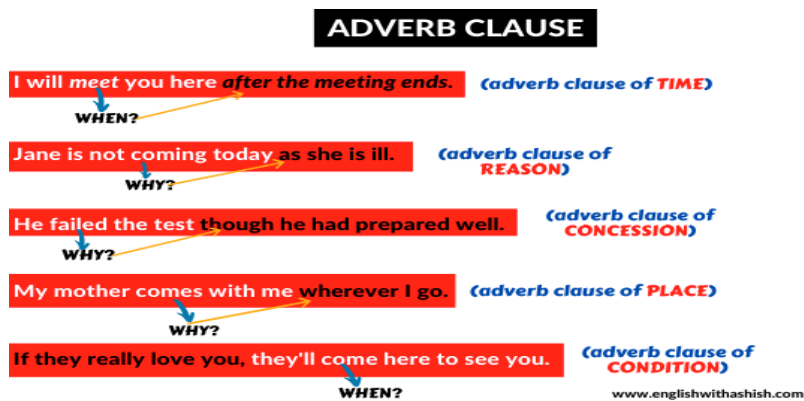 ADVERB CLAUSE
I will meet you here after the meeting ends. (adverb clause of TIME)
WHEN?
Jane is not coming today as she is ill. (adverb clause of
REASON)
WHY?
He failed the test though he had prepared well. (adverb clause of
CONCESSION)
WHY?
My mother comes with me wherever I go. (adverb clause of PLACE)
WHY?
If they really love you, they'll come here to see you. (adverb clause of
CONDITION)
WHEN?
www.englishwithashish.com